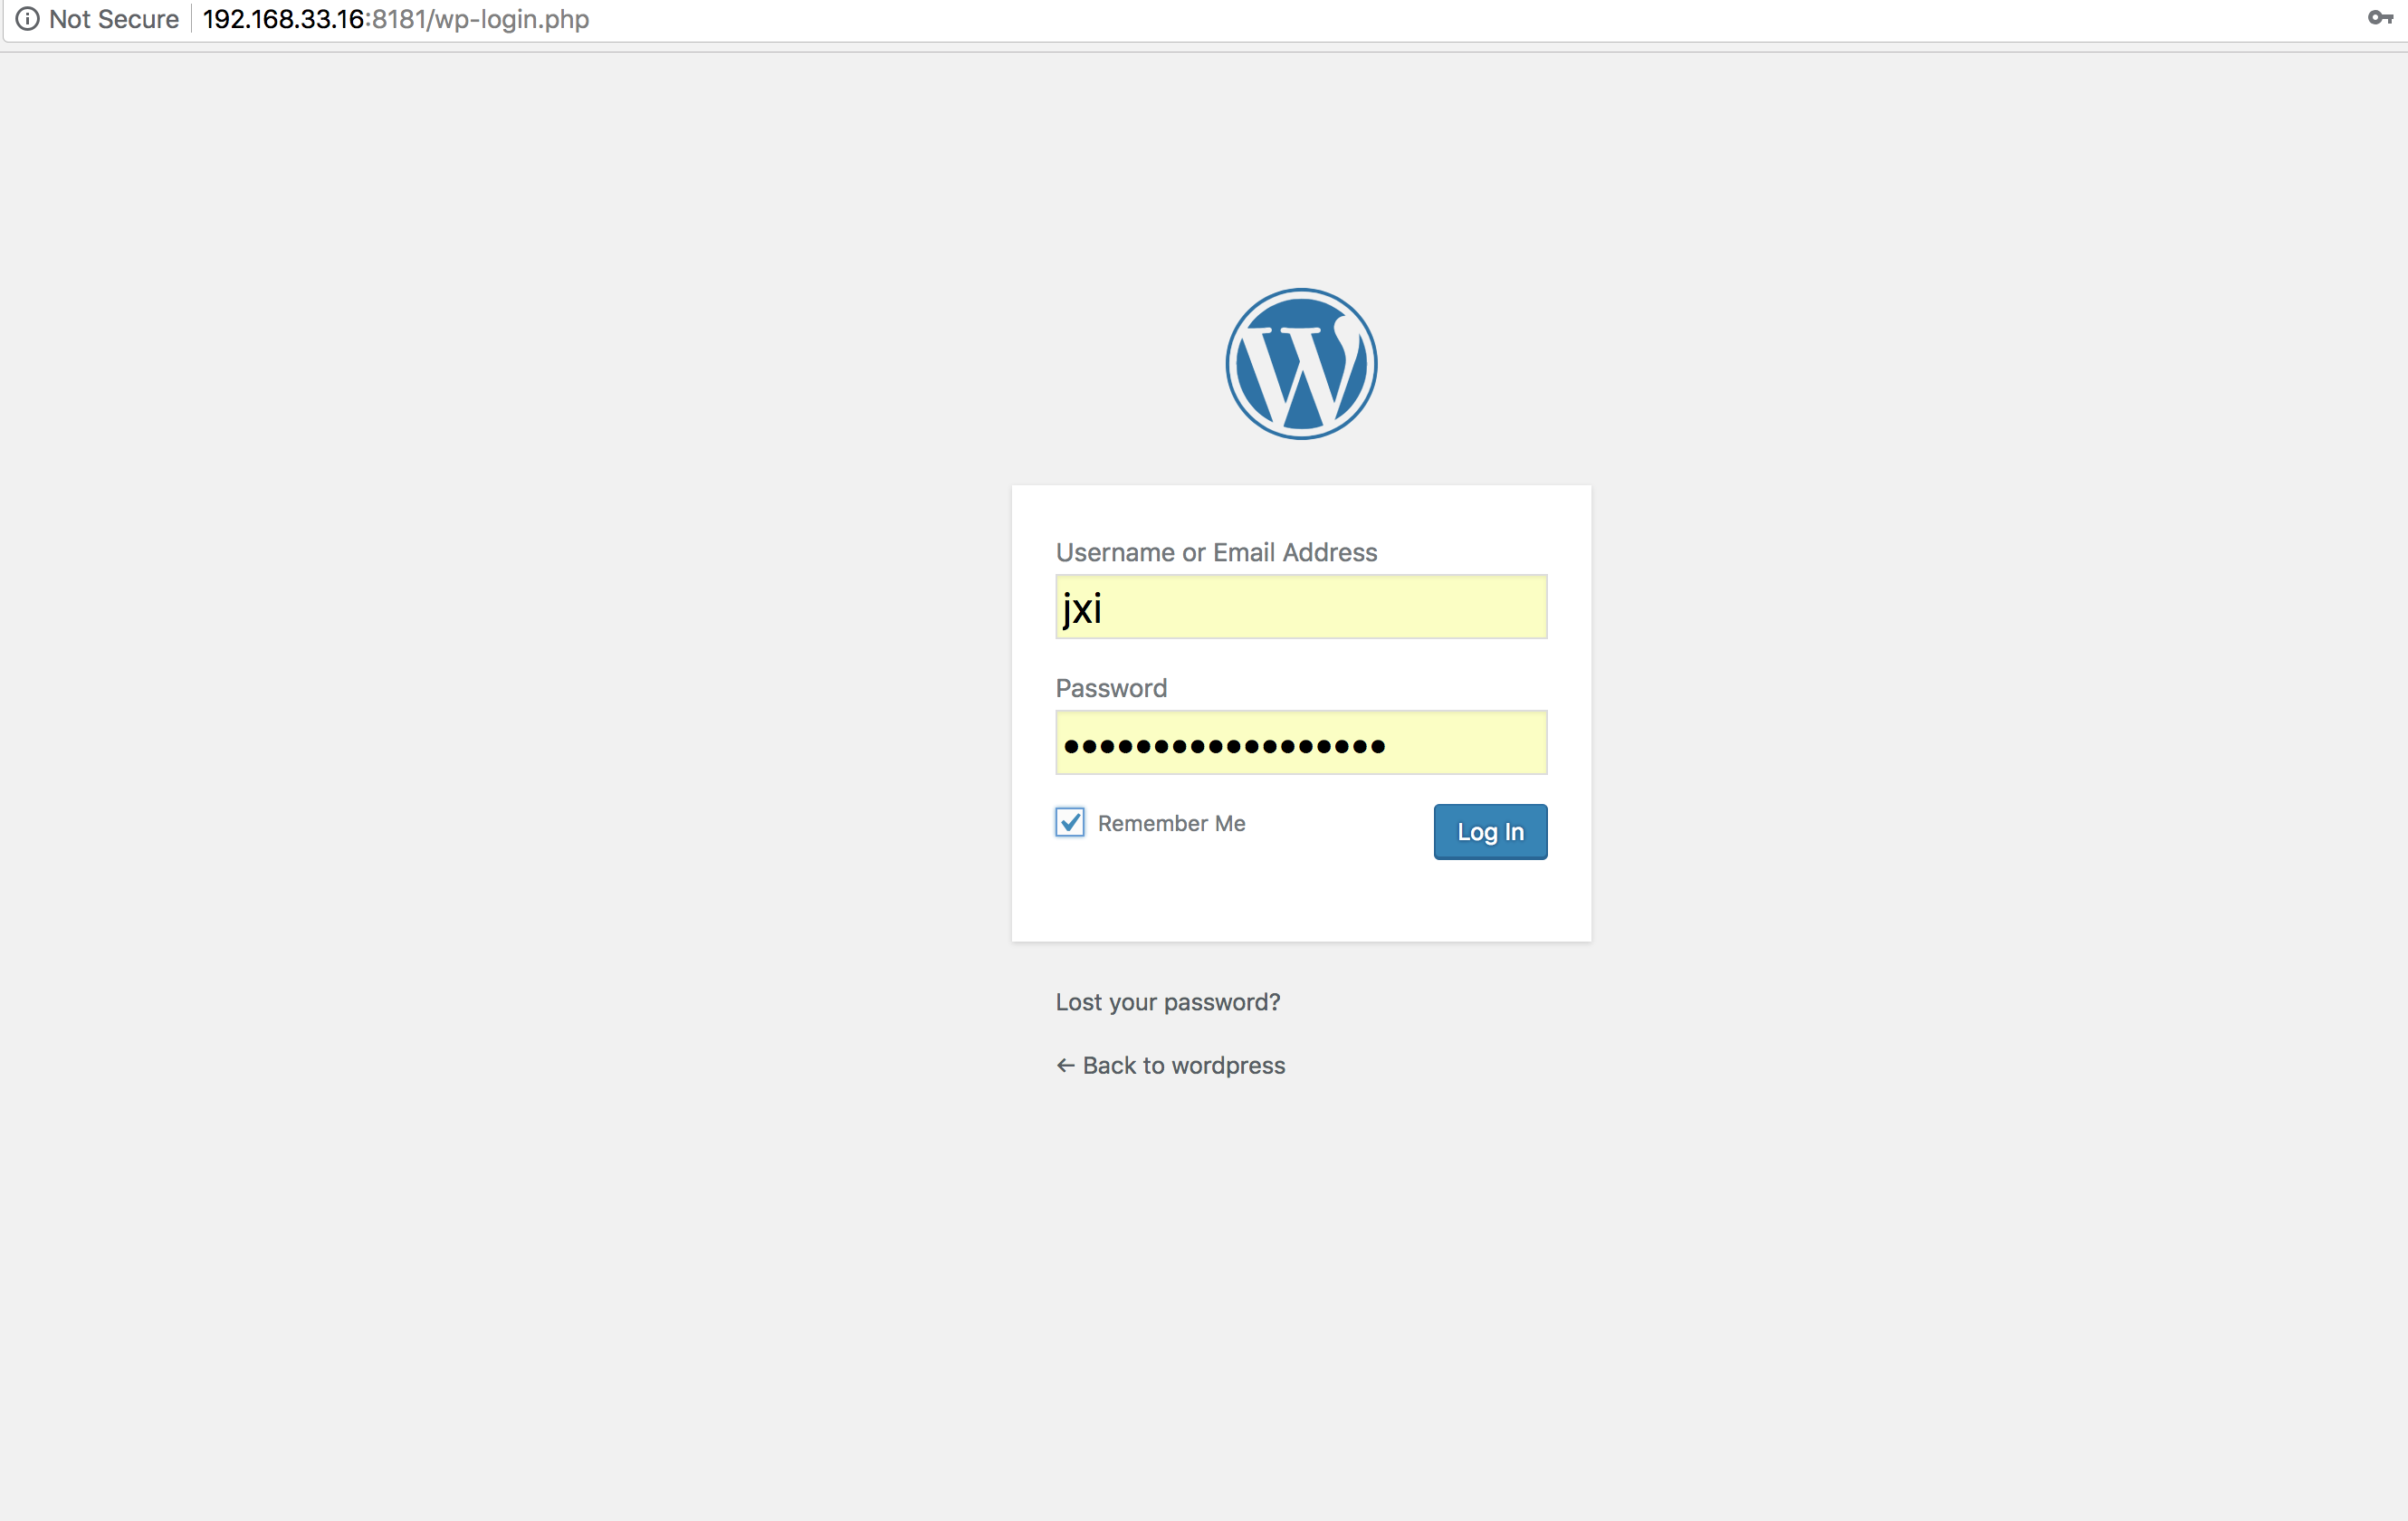 Not Secure 192.168.33.16:8181/wp-login.php
W
Username or Email Address
jxi
Password
••••••••••••••••••
Remember Me
Log In
Lost your password?
← Back to wordpress